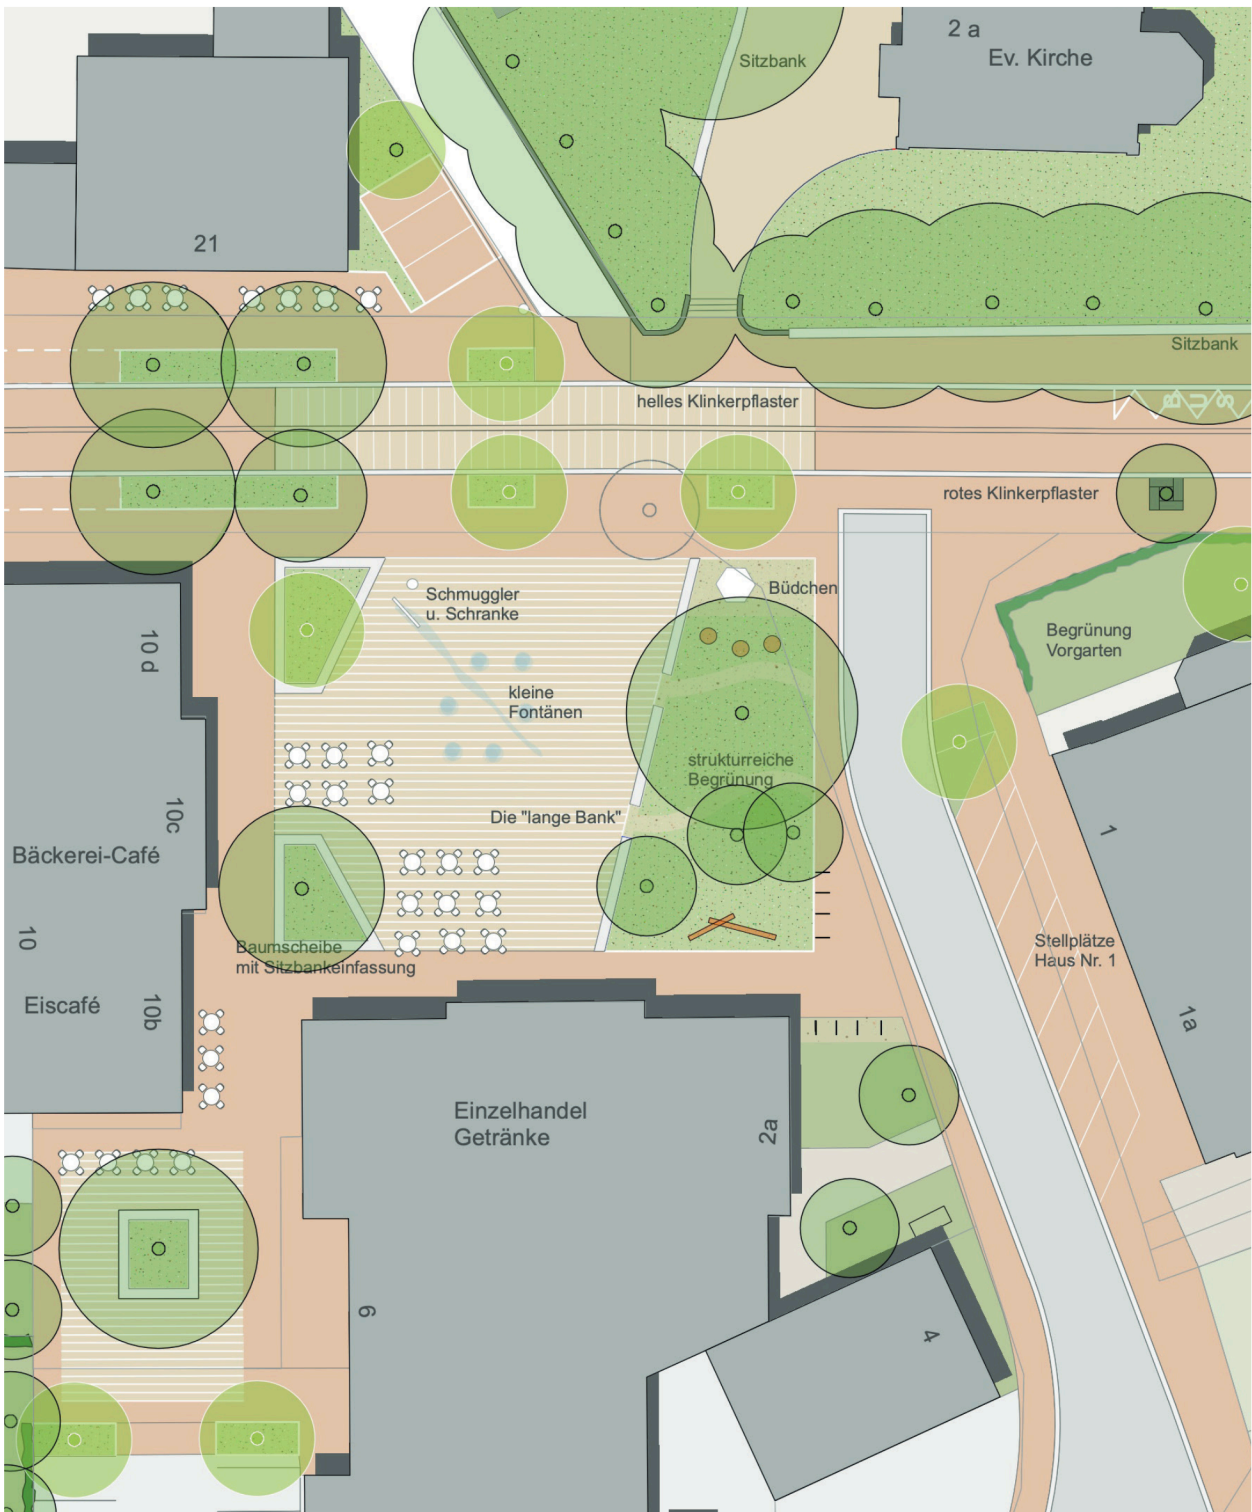 2 a
Ev. Kirche
Sitzbank
21
Sitzbank
helles Klinkerpflaster
BUS
rotes Klinkerpflaster
Schmuggler
u. Schranke
Büdchen
10 d
Begrünung
Vorgarten
kleine
Fontänen
strukturreiche
Begrünung
10c
Die "lange Bank"
1
Bäckerei-Café
10
Baumscheibe
mit Sitzbankeinfassung
Stellplätze
Haus Nr. 1
Eiscafé
10b
1a
Einzelhandel
Getränke
2a
6
4